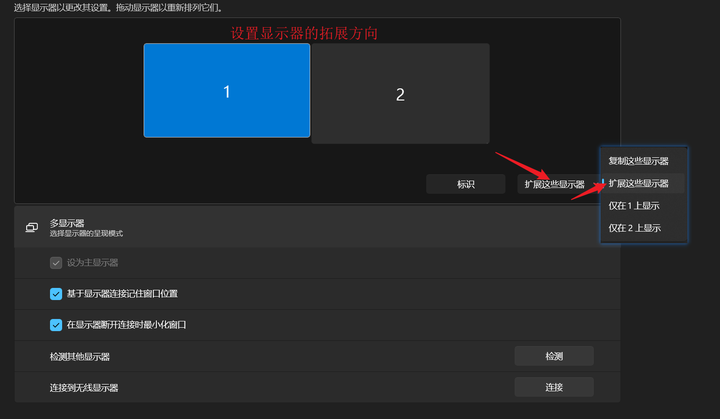 选择显示器以更改其设置。拖动显示器以重新排列它们。
设置显示器的拓展方向
1
2
标识
扩展这些显示器
复制这些显示器
扩展这些显示器
仅在 1 上显示
仅在 2 上显示
多显示器
选择显示器的呈现模式
设为主显示器
基于显示器连接记住窗口位置
在显示器断开连接时最小化窗口
检测其他显示器
检测
连接到无线显示器
连接